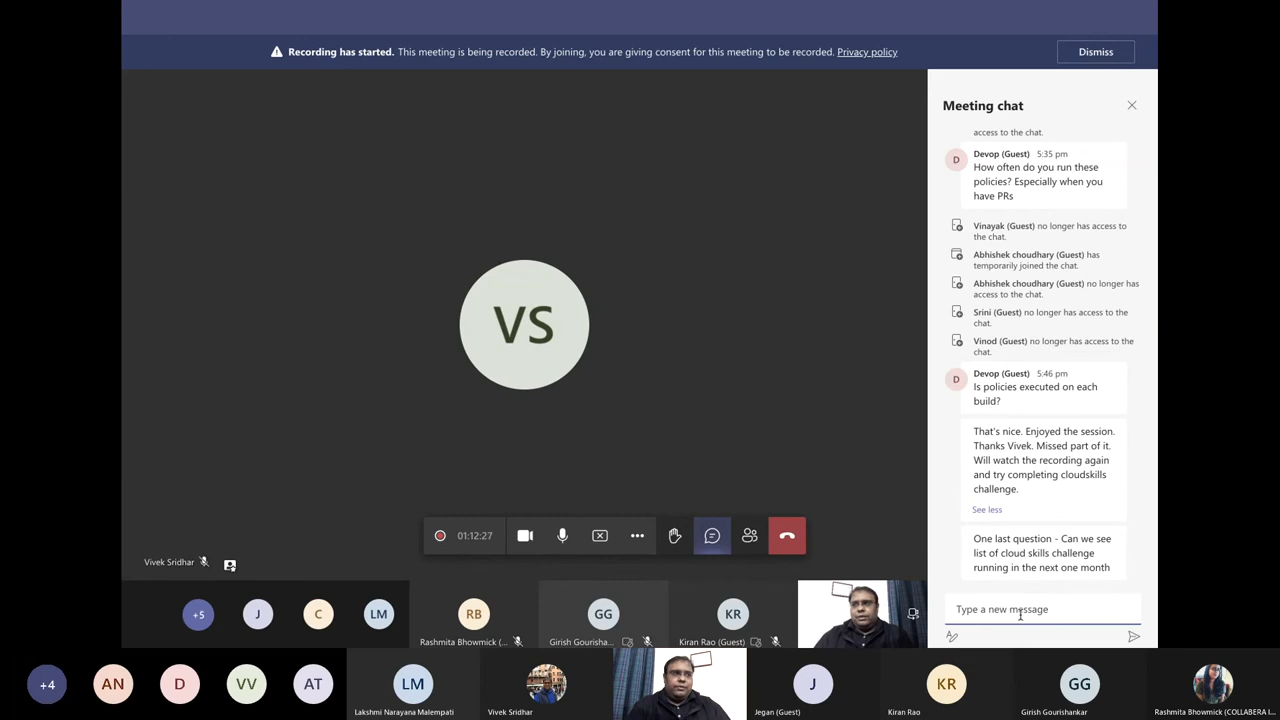 Recording has started. This meeting is being recorded. By joining, you are giving consent for this meeting to be recorded. Privacy policy
Dismiss
Meeting chat
access to the chat.
D
Devop (Guest) 5:35 pm
How often do you run these
policies? Especially when you
have PRs
Vinayak (Guest) no longer has access to
the chat.
Abhishek choudhary (Guest) has
temporarily joined the chat.
Abhishek choudhary (Guest) no longer has
access to the chat.
Srini (Guest) no longer has access to the
chat.
Vinod (Guest) no longer has access to the
chat.
D
Devop (Guest) 5:46 pm
Is policies executed on each
build?
That's nice. Enjoyed the session.
Thanks Vivek. Missed part of it.
Will watch the recording again
and try completing cloudskills
challenge.
See less
One last question - Can we see
list of cloud skills challenge
running in the next one month
Type a new message
VS
01:12:27
Vivek Sridhar
+5
J
C
LM
RB
GG
KR
Rashmita Bhowmick (...
Girish Gourisha...
Kiran Rao (Guest)
+4
AN
D
VV
AT
LM
J
KR
GG
Lakshmi Narayana Malempati
Vivek Sridhar
Jegan (Guest)
Kiran Rao
Girish Gourishankar
Rashmita Bhowmick (COLLABERA I...